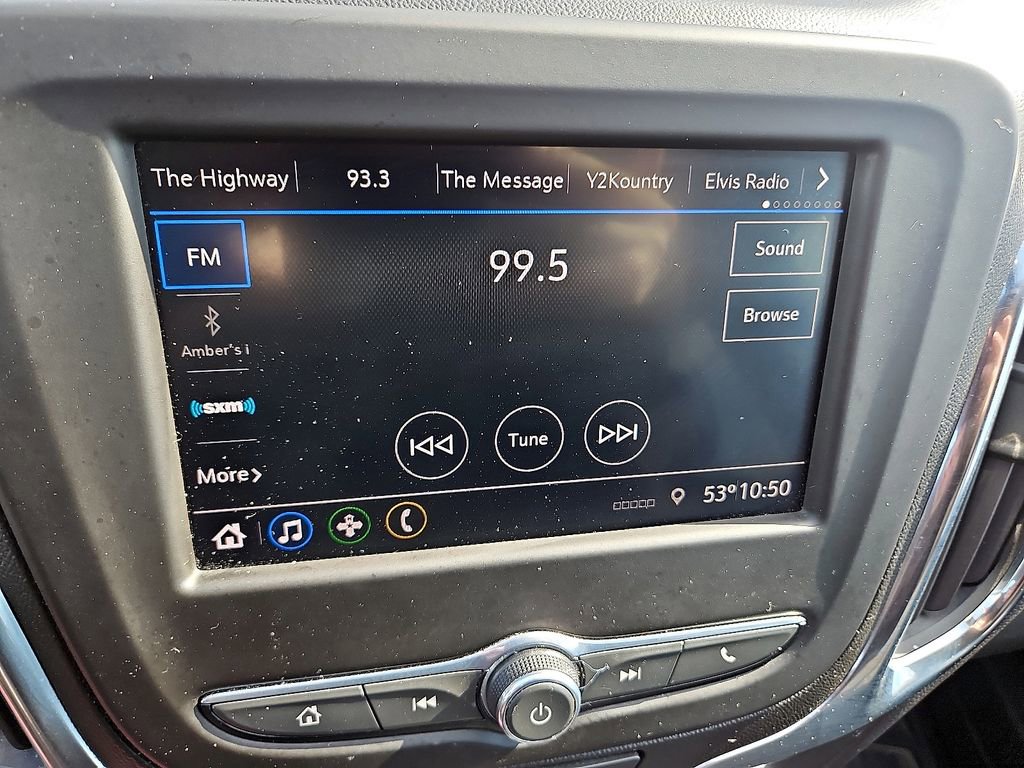 The Highway 93.3 The Message Y2Kountry Elvis Radio >
FM
99.5
Sound
Browse
Amber's i
sxm
Tune
More >
53° 10:50